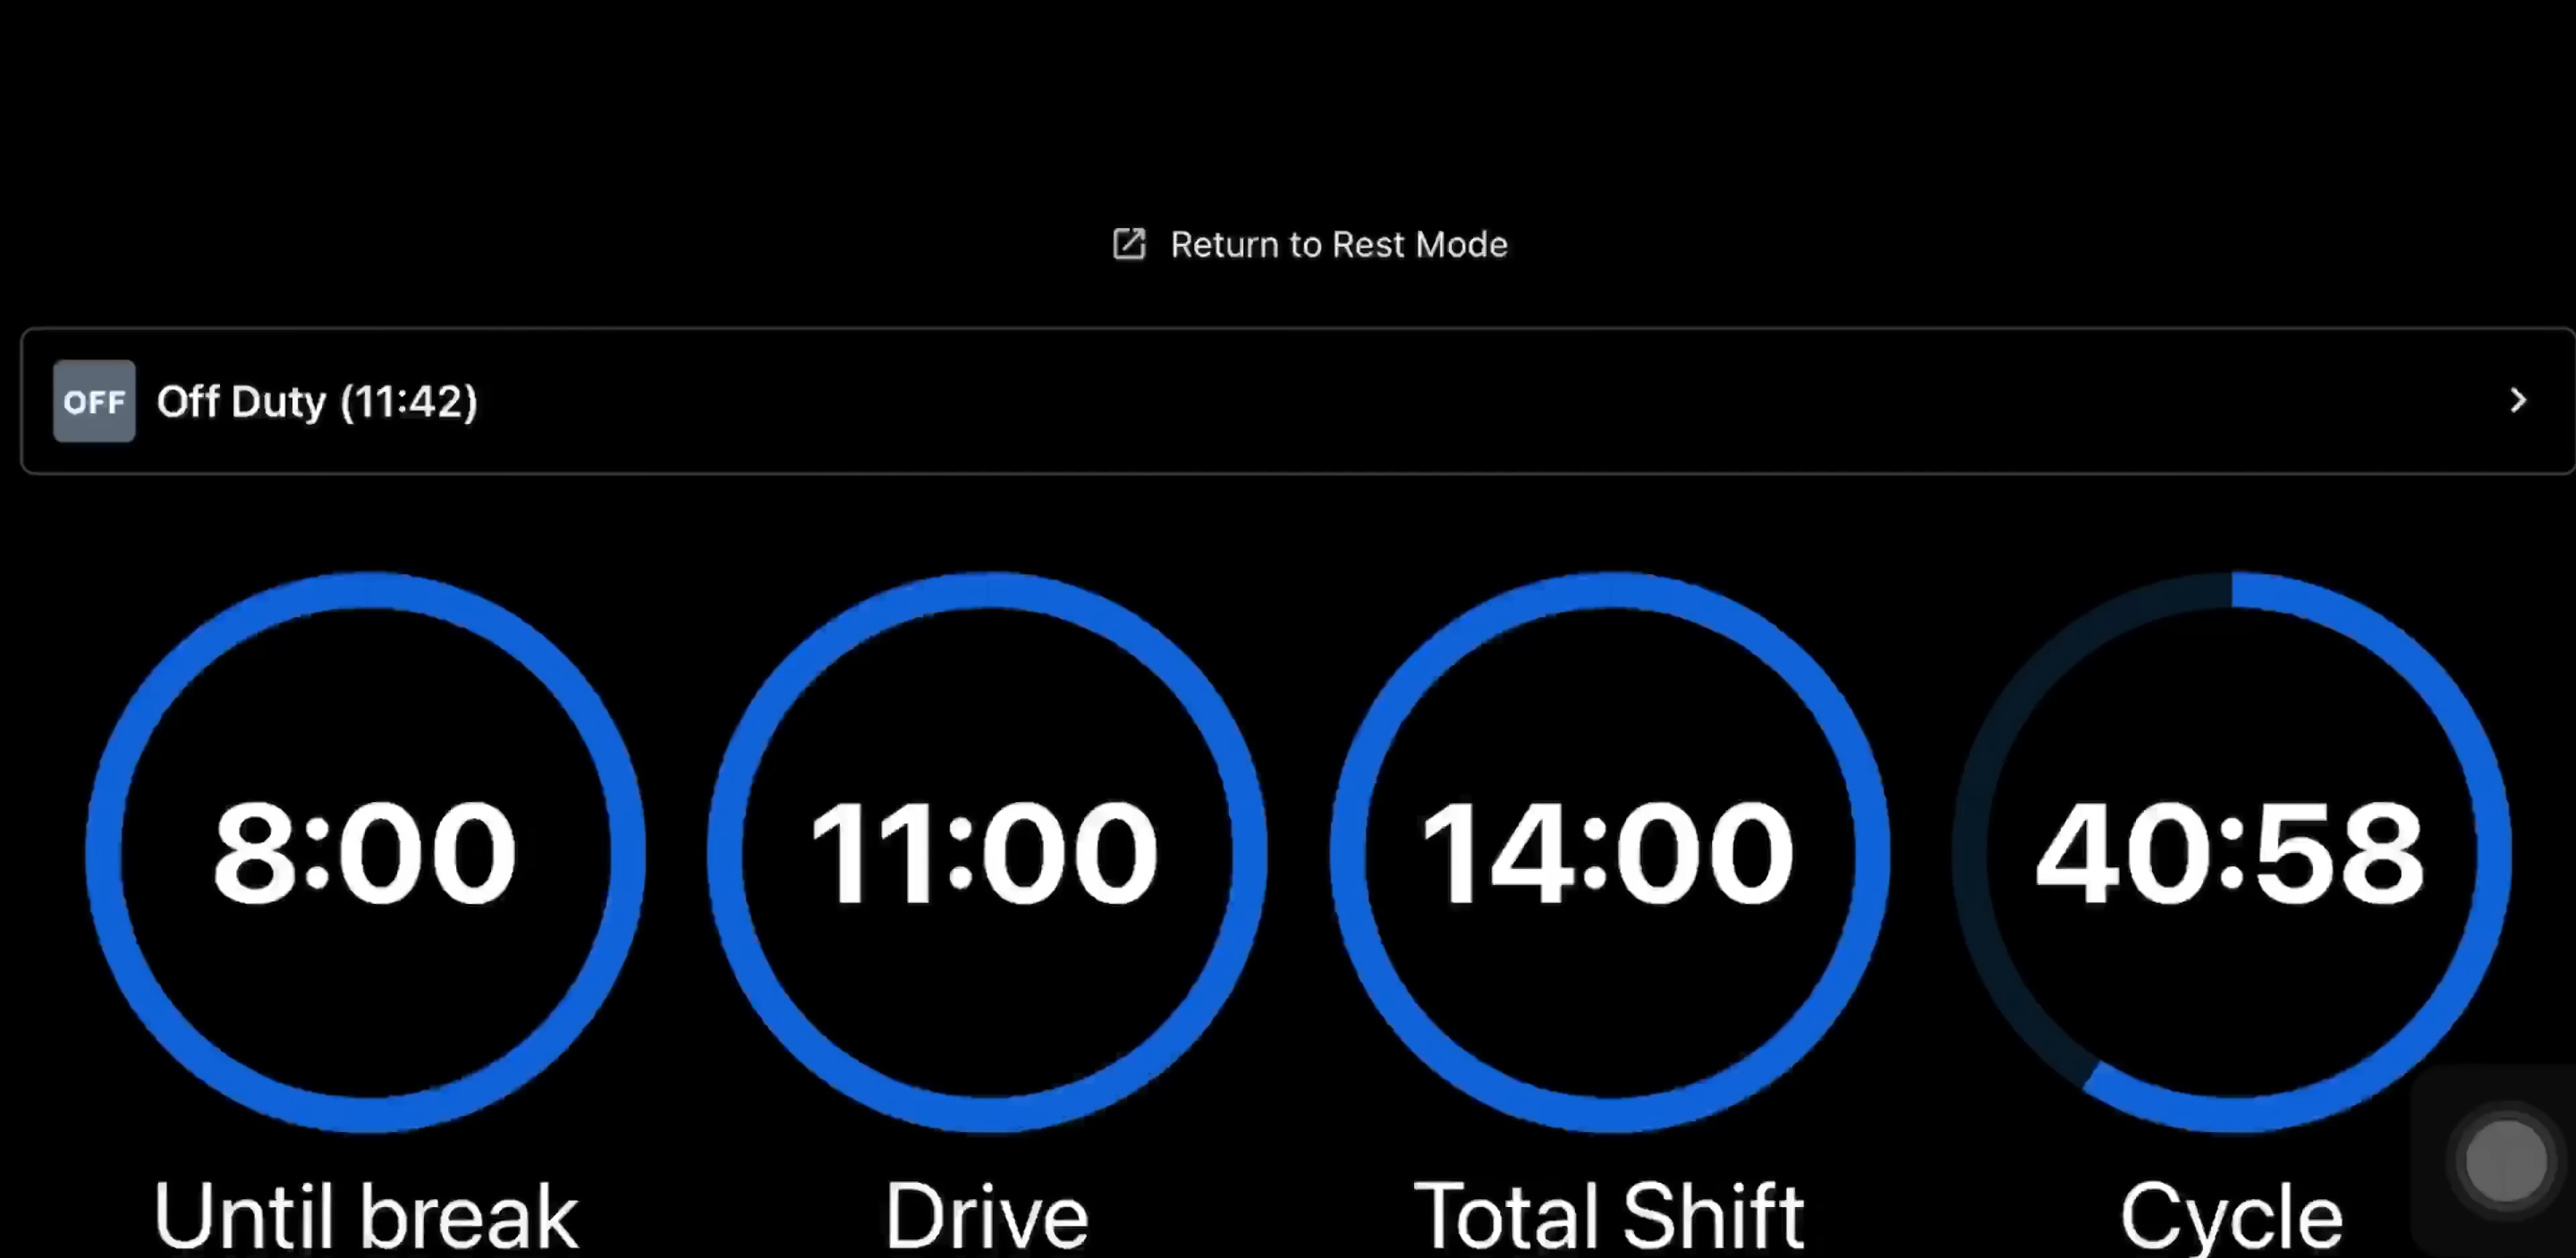 Return to Rest Mode
OFF Off Duty (11:42)
8:00 11:00 14:00 40:58
Until break Drive Total Shift Cycle